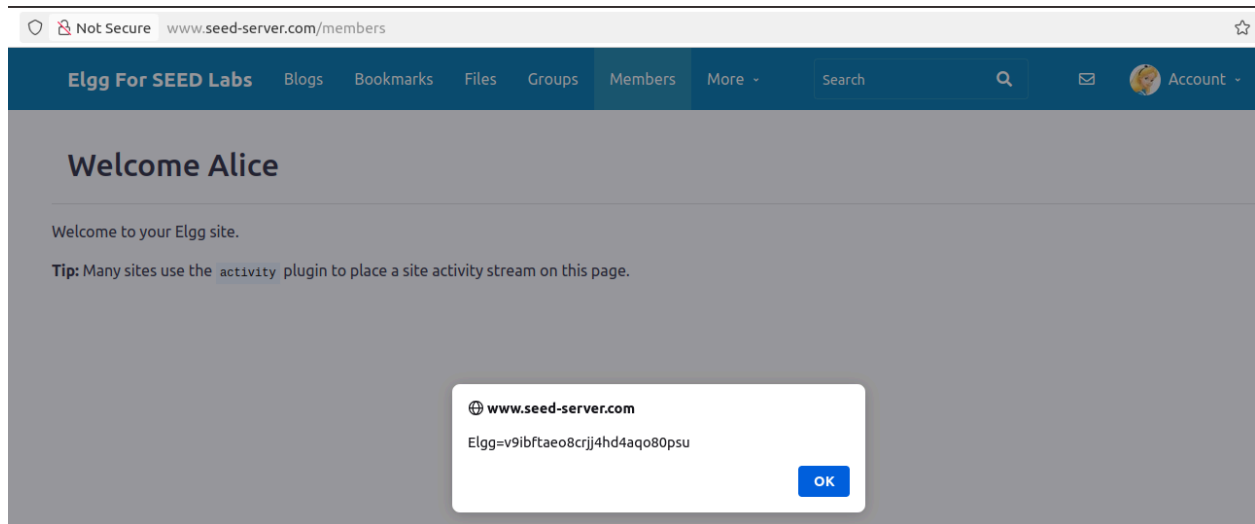 Not Secure www.seed-server.com/members
Elgg For SEED Labs Blogs Bookmarks Files Groups Members More Search Account
Welcome Alice
Welcome to your Elgg site.
Tip: Many sites use the activity plugin to place a site activity stream on this page.
www.seed-server.com
Elgg=v9ibftaeo8crjj4hd4aqo80psu
OK